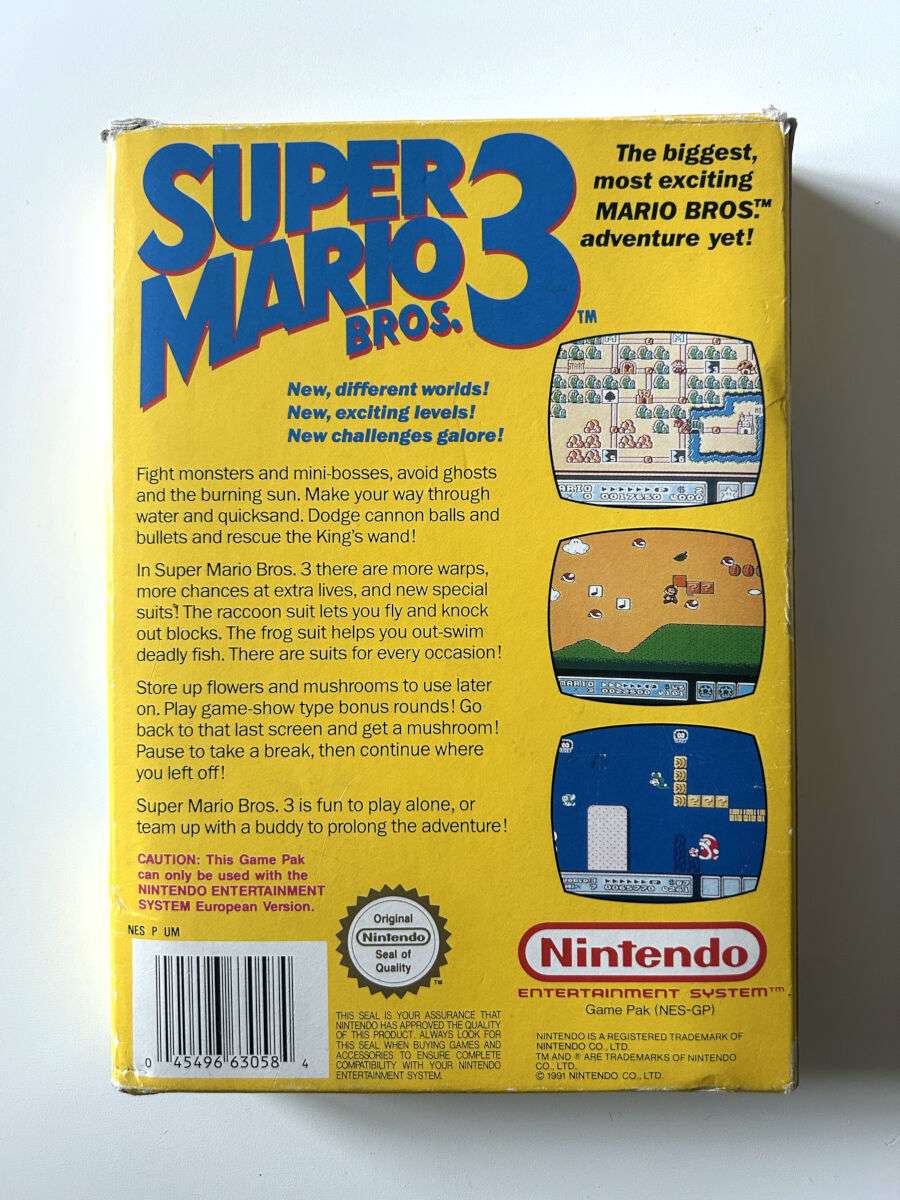 SUPER
MARIO
BROS. 3 TM
The biggest,
most exciting
MARIO BROS.™
adventure yet!
New, different worlds!
New, exciting levels!
New challenges galore!
Fight monsters and mini-bosses, avoid ghosts
and the burning sun. Make your way through
water and quicksand. Dodge cannon balls and
bullets and rescue the King's wand!
In Super Mario Bros. 3 there are more warps,
more chances at extra lives, and new special
suits! The raccoon suit lets you fly and knock
out blocks. The frog suit helps you out-swim
deadly fish. There are suits for every occasion!
Store up flowers and mushrooms to use later
on. Play game-show type bonus rounds! Go
back to that last screen and get a mushroom!
Pause to take a break, then continue where
you left off!
Super Mario Bros. 3 is fun to play alone, or
team up with a buddy to prolong the adventure!
START
ARIO
0 0017650 4000
MARIO
0022500
0065770
CAUTION: This Game Pak
can only be used with the
NINTENDO ENTERTAINMENT
SYSTEM European Version.
NES P UM
0 45496 63058 4
Original
Nintendo
Seal of
Quality
TM
THIS SEAL IS YOUR ASSURANCE THAT
NINTENDO HAS APPROVED THE QUALITY
OF THIS PRODUCT. ALWAYS LOOK FOR
THIS SEAL WHEN BUYING GAMES AND
ACCESSORIES TO ENSURE COMPLETE
COMPATIBILITY WITH YOUR NINTENDO
ENTERTAINMENT SYSTEM.
Nintendo
ENTERTAINMENT SYSTEM™
Game Pak (NES-GP)
NINTENDO IS A REGISTERED TRADEMARK OF
NINTENDO CO., LTD.
TM AND ® ARE TRADEMARKS OF NINTENDO
CO., LTD.
© 1991 NINTENDO CO., LTD.